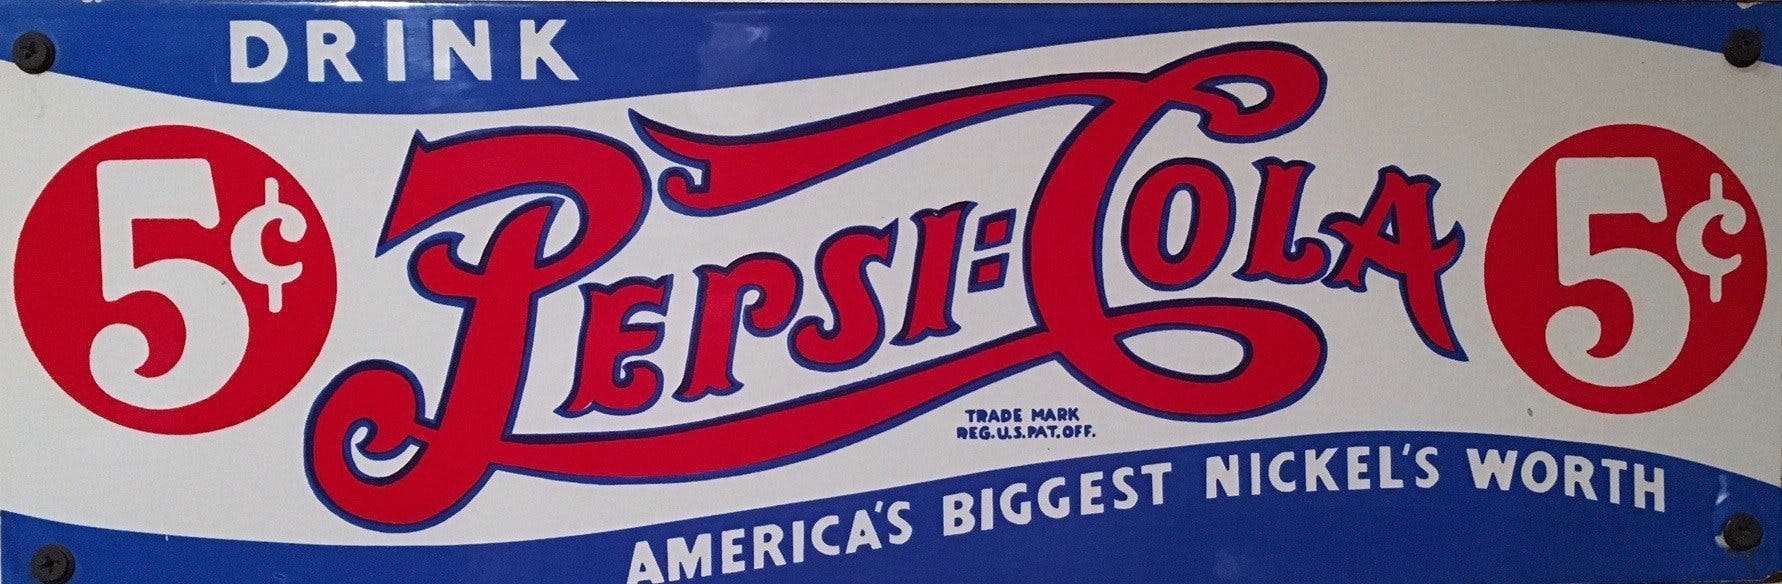 DRINK
5¢
PEPSI:COLA
5¢
TRADE MARK
REG.U.S.PAT.OFF.
AMERICA'S BIGGEST NICKEL'S WORTH